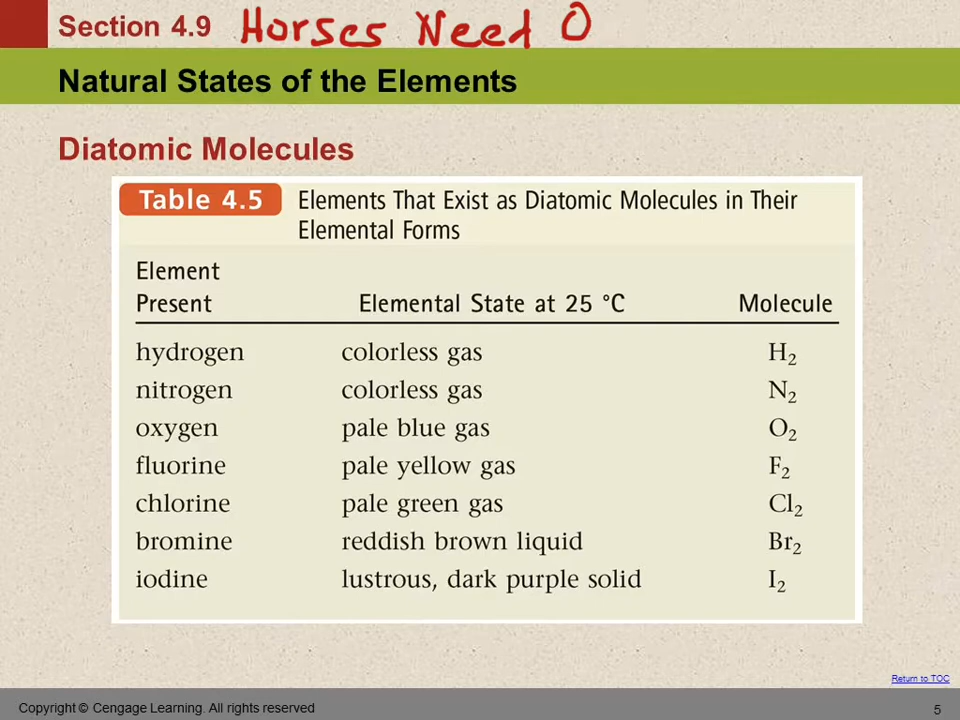 Section 4.9 Horses Need O
Natural States of the Elements
Diatomic Molecules
Table 4.5 Elements That Exist as Diatomic Molecules in Their
Elemental Forms
Element
Present Elemental State at 25 °C Molecule
hydrogen colorless gas H₂
nitrogen colorless gas N₂
oxygen pale blue gas O₂
fluorine pale yellow gas F₂
chlorine pale green gas Cl₂
bromine reddish brown liquid Br₂
iodine lustrous, dark purple solid I₂
Return to TOC
Copyright © Cengage Learning. All rights reserved 5